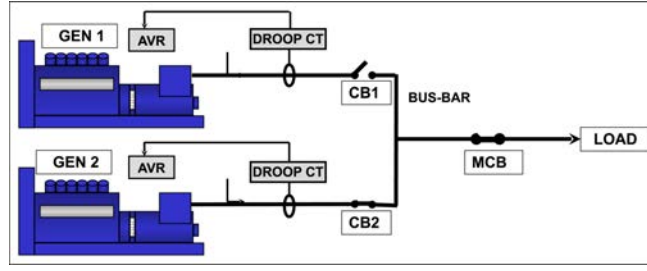 GEN 1
AVR
DROOP CT
CB1
BUS-BAR
MCB
LOAD
GEN 2
AVR
DROOP CT
CB2